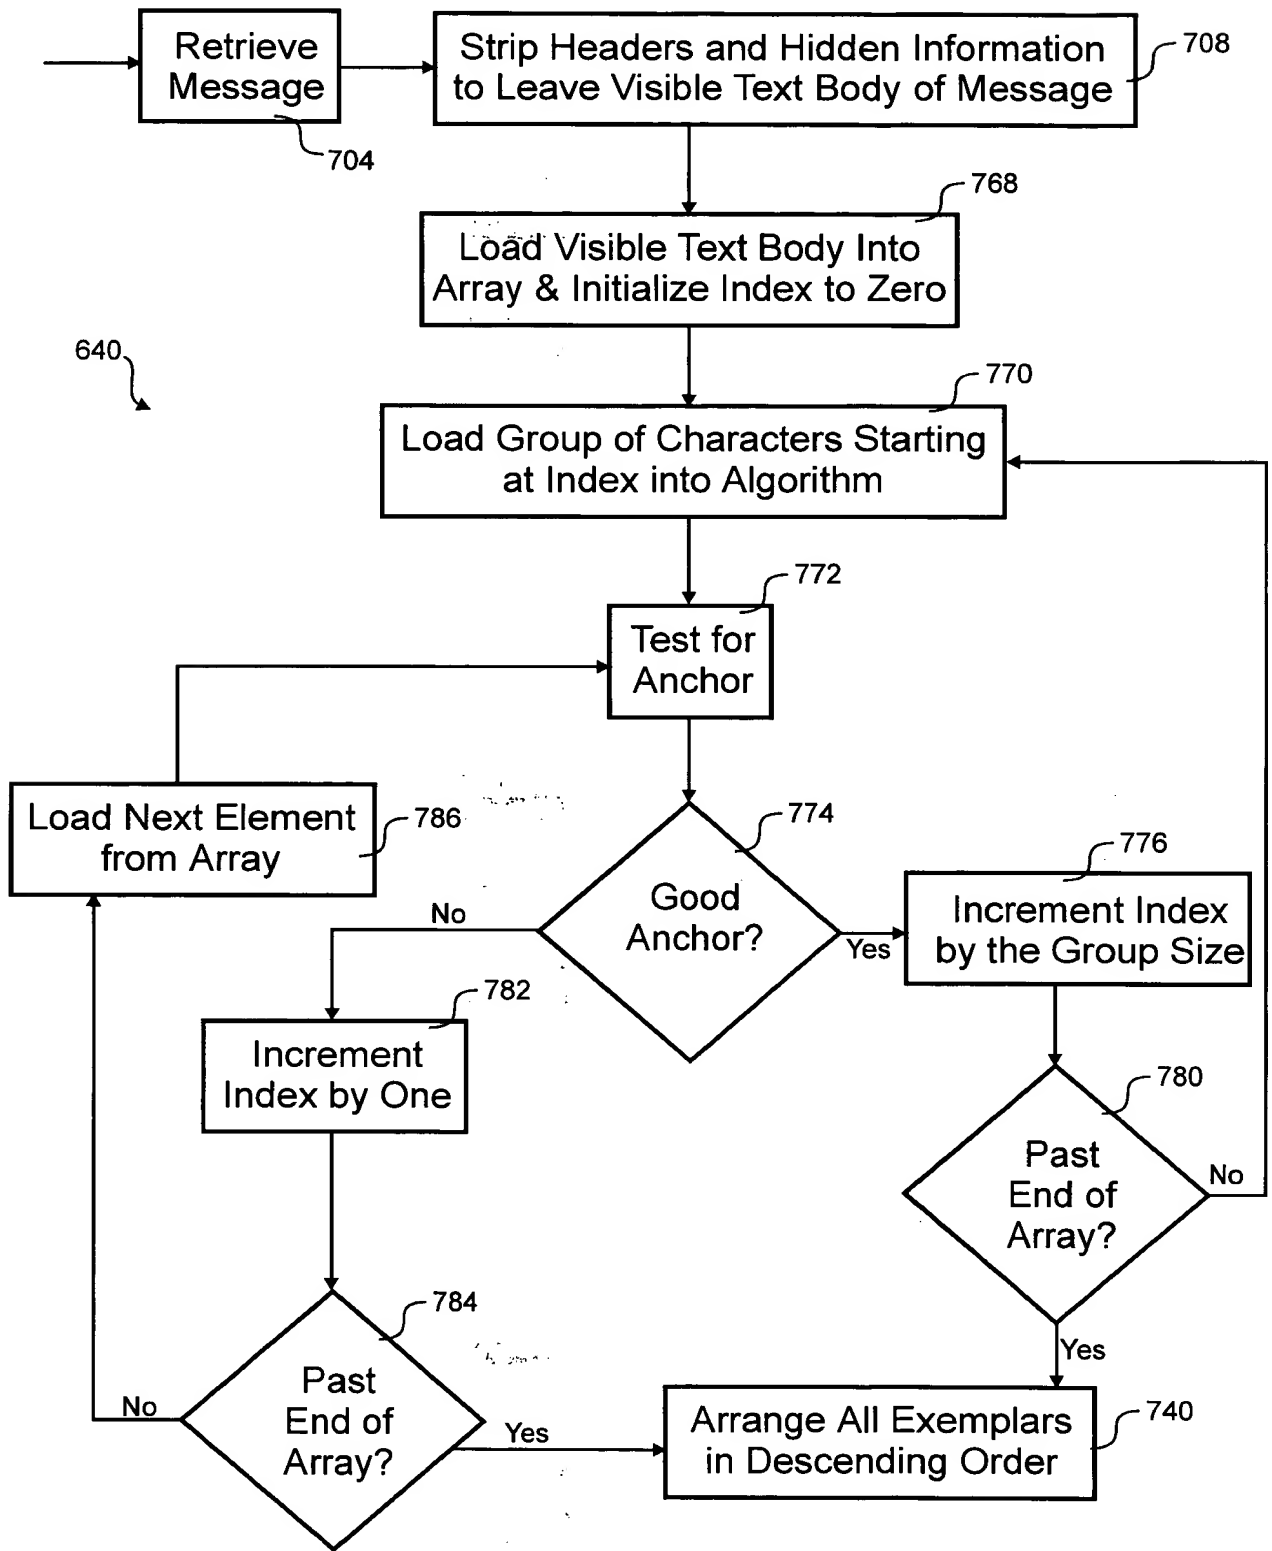 Retrieve
Message
704
Strip Headers and Hidden Information
to Leave Visible Text Body of Message
708
768
Load Visible Text Body Into
Array & Initialize Index to Zero
640
770
Load Group of Characters Starting
at Index into Algorithm
772
Test for
Anchor
Load Next Element
from Array
786
774
Good
Anchor?
No
Yes
776
Increment Index
by the Group Size
782
Increment
Index by One
780
Past
End of
Array?
No
Yes
784
Past
End of
Array?
No
Yes
Arrange All Exemplars
in Descending Order
740